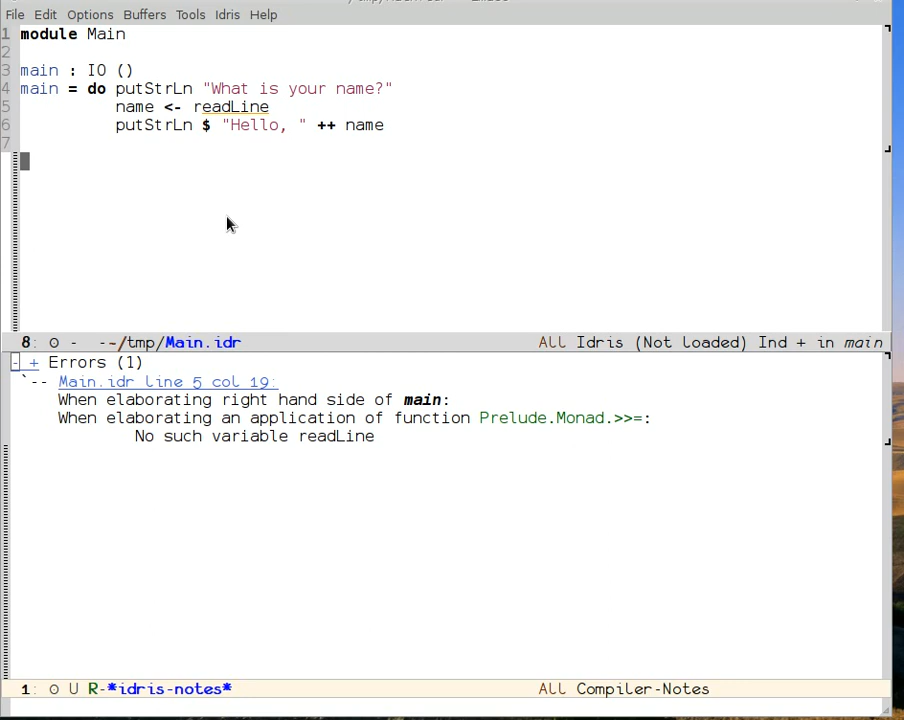 File Edit Options Buffers Tools Idris Help
1 module Main
2
3 main : IO ()
4 main = do putStrLn "What is your name?"
5 name <- readLine
6 putStrLn $ "Hello, " ++ name
7
8: O - --~/tmp/Main.idr All Idris (Not Loaded) Ind + in main
- + Errors (1)
`-- Main.idr line 5 col 19:
When elaborating right hand side of main:
When elaborating an application of function Prelude.Monad.>>=:
No such variable readLine
1: O U R-*idris-notes* All Compiler-Notes